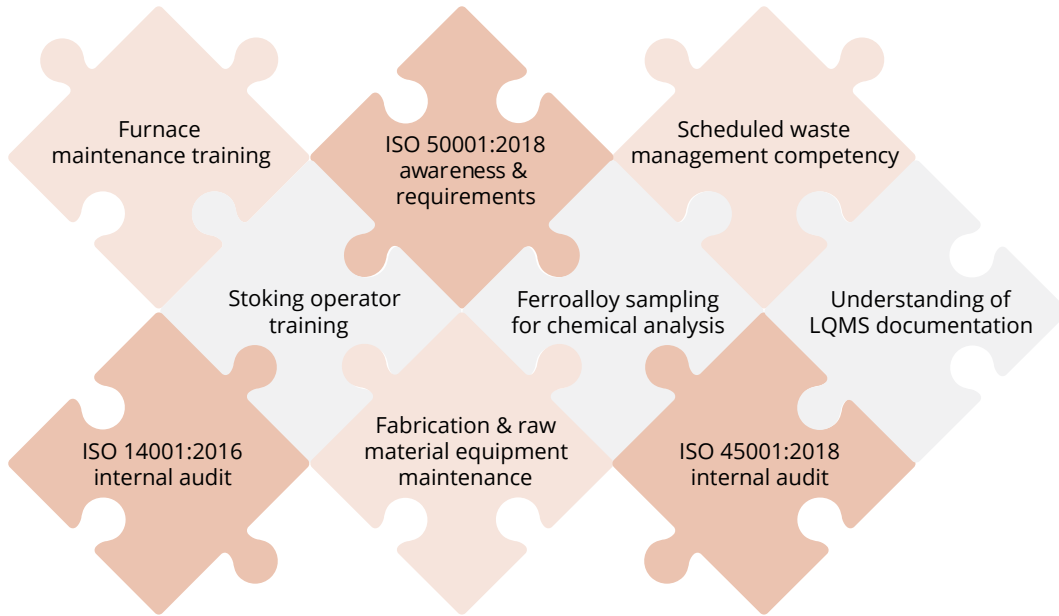 Furnace
maintenance training
ISO 50001:2018
awareness &
requirements
Scheduled waste
management competency
Stoking operator
training
Ferroalloy sampling
for chemical analysis
Understanding of
LQMS documentation
ISO 14001:2016
internal audit
Fabrication & raw
material equipment
maintenance
ISO 45001:2018
internal audit